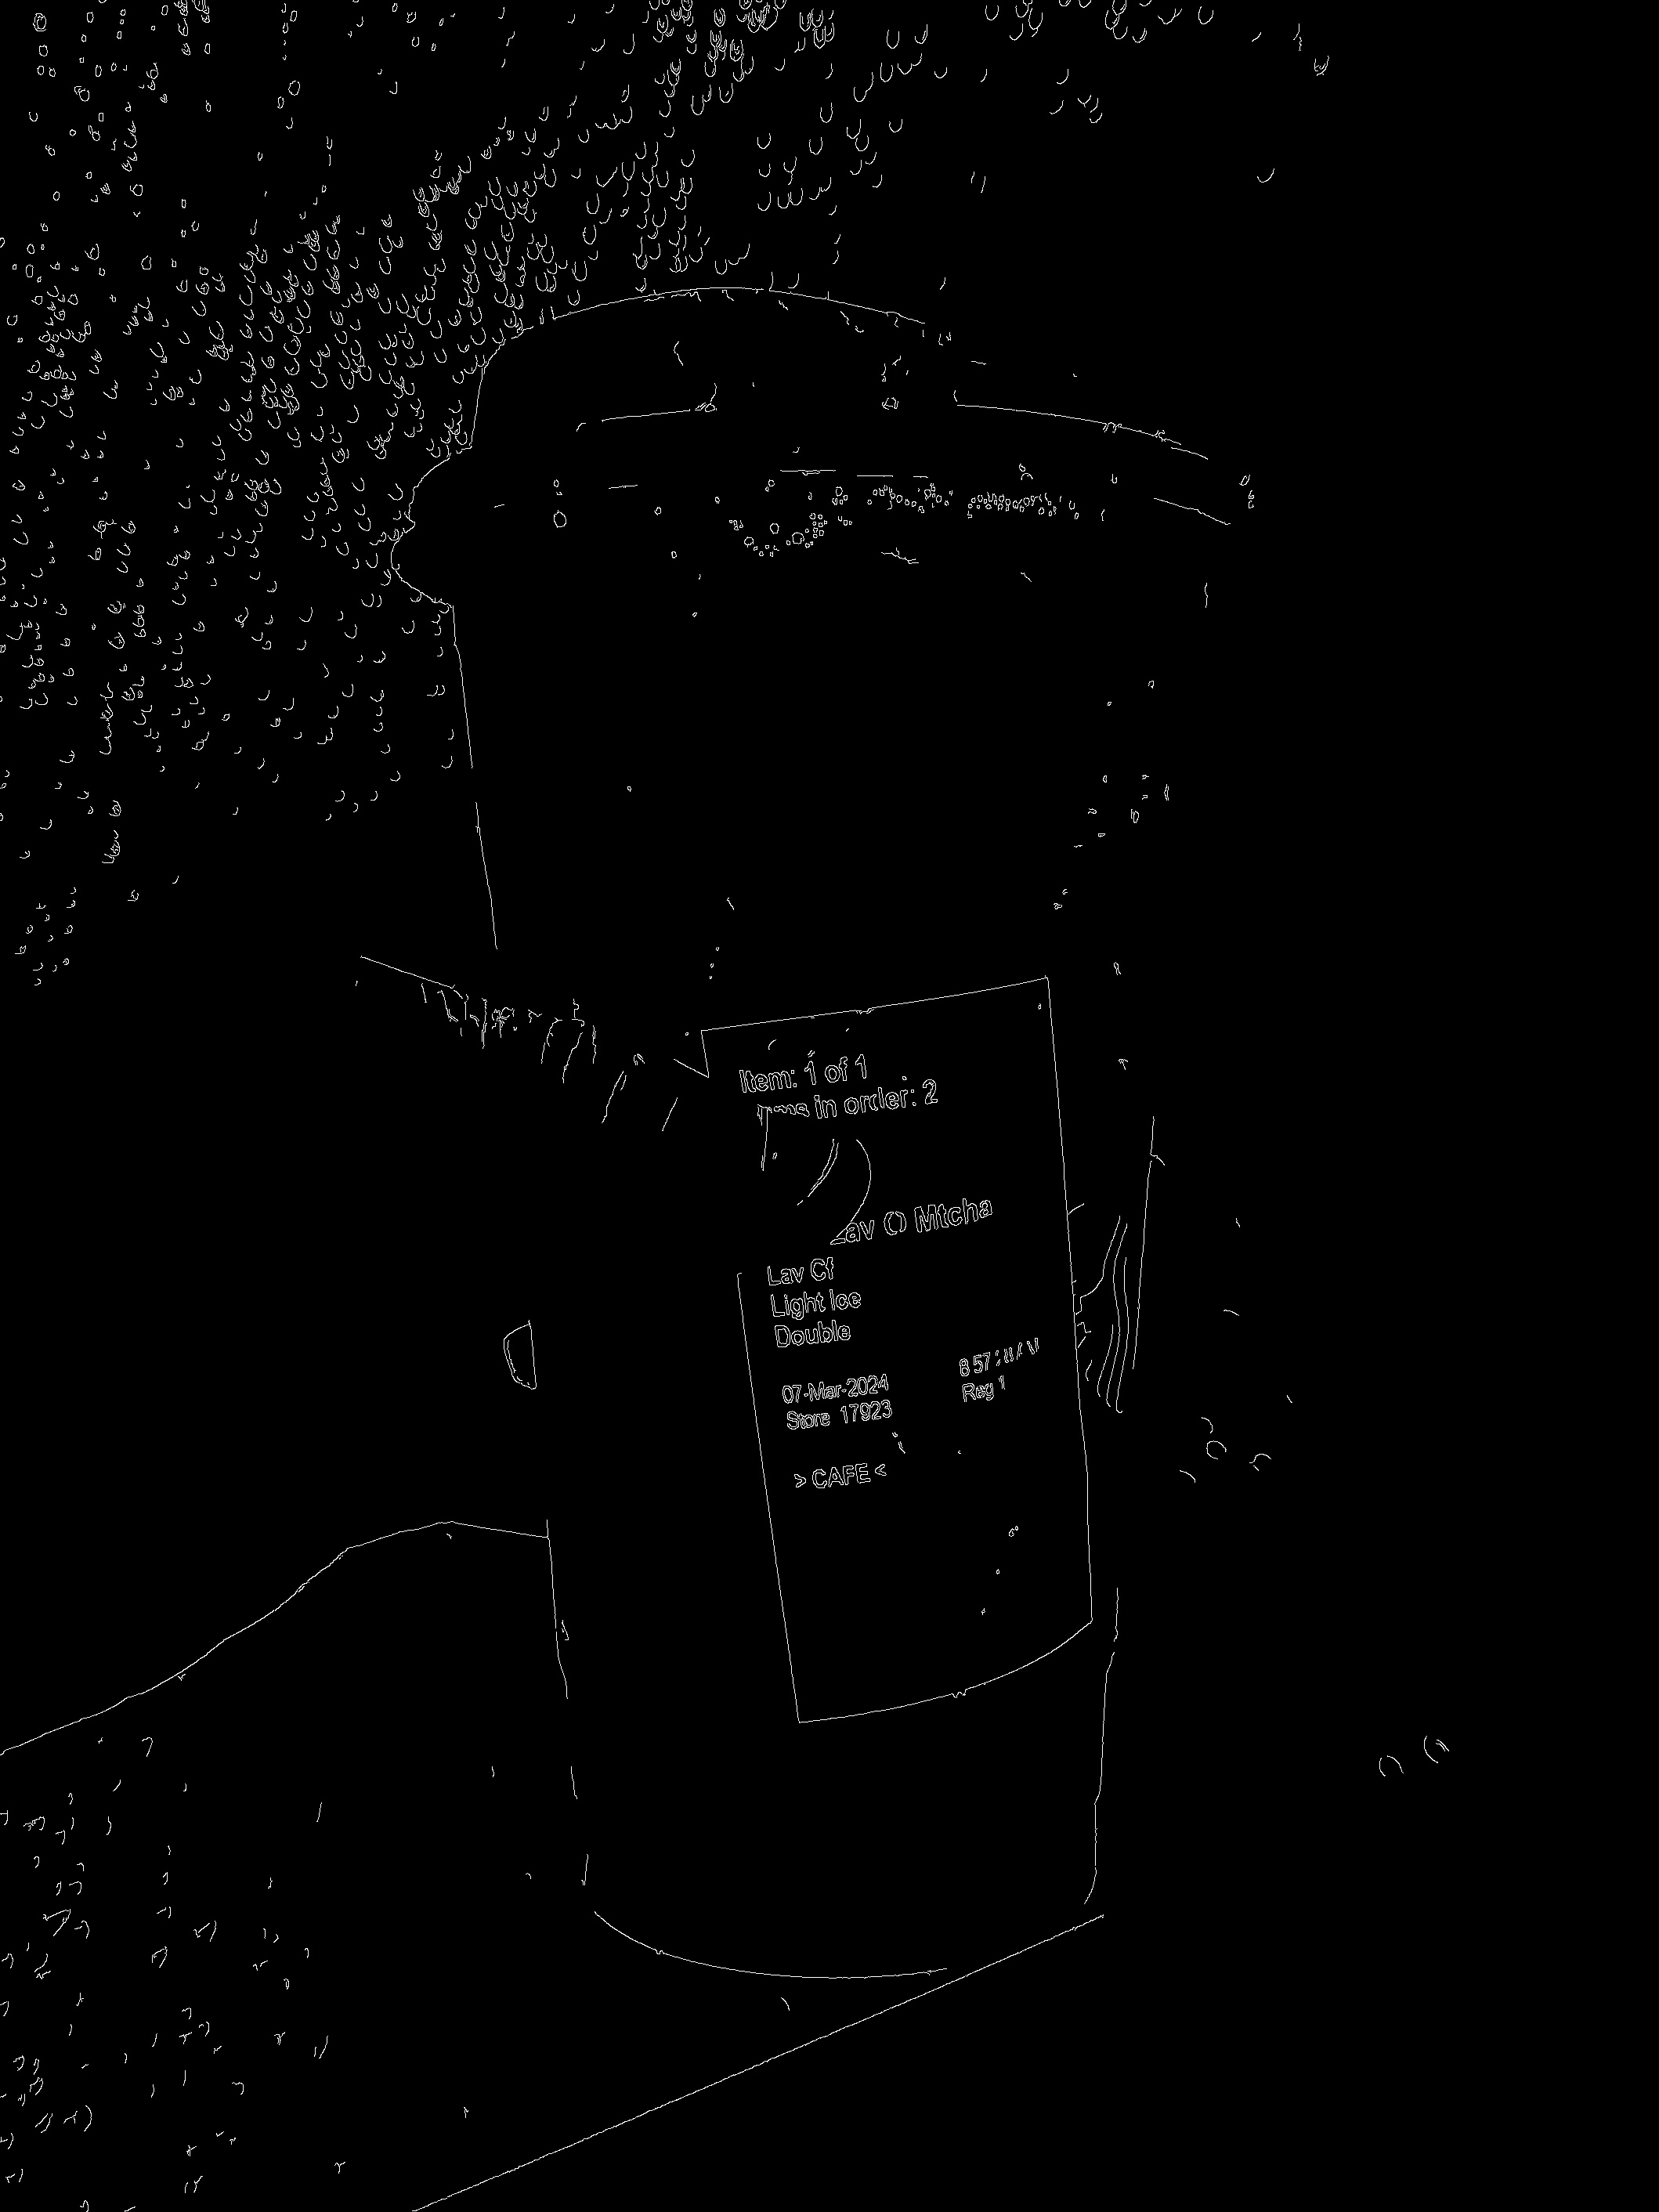 Item: 1 of 1
in order: 2
Lav O Mtcha
Lav Cf
Light Ice
Double
07-Mar-2024 8 57
Store 17923 Reg 1
> CAFE <